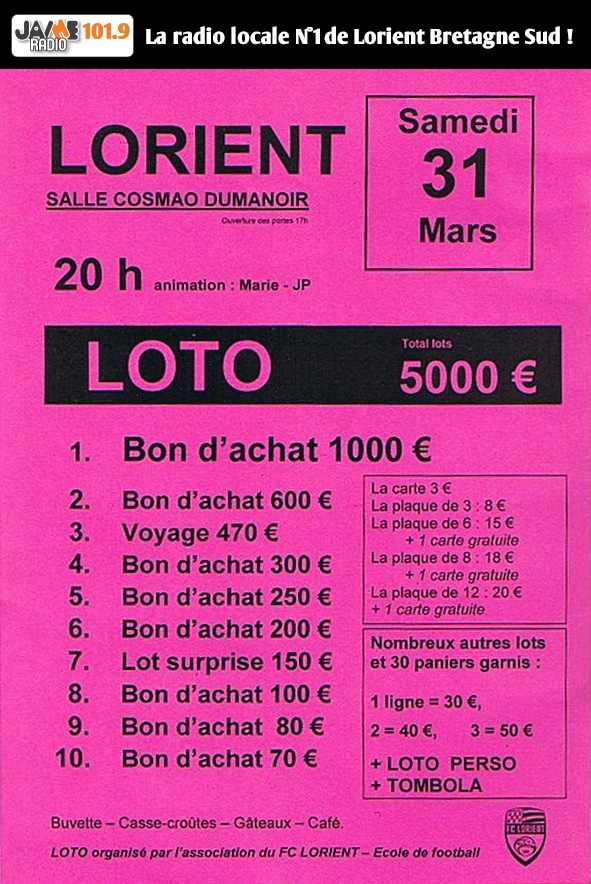 JAIME RADIO 101.9
La radio locale N°1 de Lorient Bretagne Sud !
LORIENT
SALLE COSMAO DUMANOIR
Ouverture des portes 17h
Samedi
31
Mars
20 h animation : Marie - JP
LOTO
Total lots
5000 €
1. Bon d’achat 1000 €
2. Bon d’achat 600 €
3. Voyage 470 €
4. Bon d’achat 300 €
5. Bon d’achat 250 €
6. Bon d’achat 200 €
7. Lot surprise 150 €
8. Bon d’achat 100 €
9. Bon d’achat 80 €
10. Bon d’achat 70 €
La carte 3 €
La plaque de 3 : 8 €
La plaque de 6 : 15 €
+ 1 carte gratuite
La plaque de 8 : 18 €
+ 1 carte gratuite
La plaque de 12 : 20 €
+ 1 carte gratuite
Nombreux autres lots
et 30 paniers garnis :
1 ligne = 30 €,
2 = 40 €, 3 = 50 €
+ LOTO PERSO
+ TOMBOLA
Buvette – Casse-croûtes – Gâteaux – Café.
LOTO organisé par l’association du FC LORIENT – Ecole de football
FC LORIENT